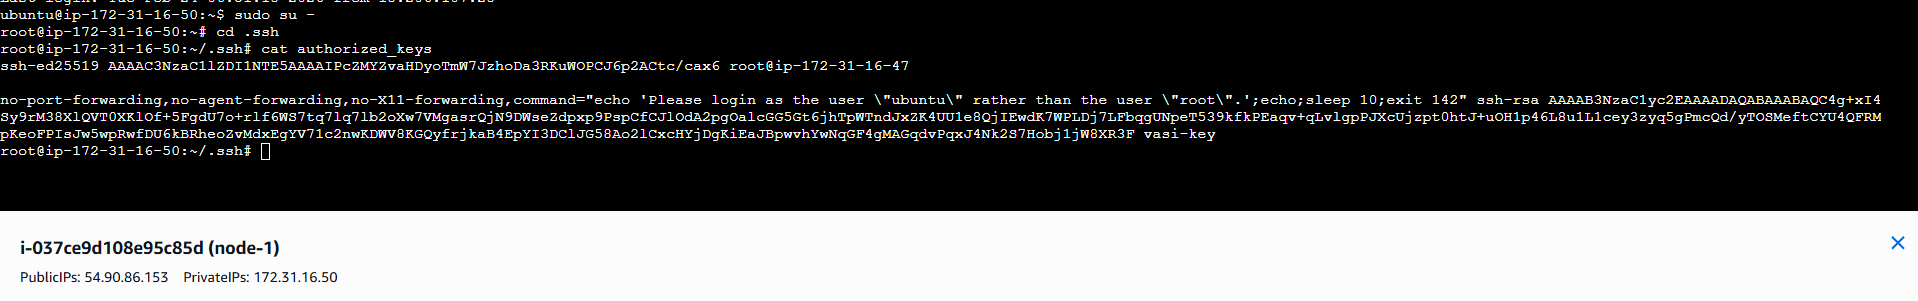 ubuntu@ip-172-31-16-50:~$ sudo su -
root@ip-172-31-16-50:~# cd .ssh
root@ip-172-31-16-50:~/.ssh# cat authorized_keys
ssh-ed25519 AAAAC3NzaC1lZDI1NTE5AAAAIPcZMYZvaHDyoTmW7JzhoDa3RKuWOPCJ6p2ACtc/cax6 root@ip-172-31-16-47
no-port-forwarding,no-agent-forwarding,no-X11-forwarding,command="echo 'Please login as the user \"ubuntu\" rather than the user \"root\".';echo;sleep 10;exit 142" ssh-rsa AAAAB3NzaC1yc2EAAAADAQABAAABAQC4g+xI4
Sy9rM38XlQVT0XKlOf+5FgdU7o+rlf6WS7tq7lq7lb2oXw7VMgasrQjN9DWseZdpxp9PspCfCJlOdA2pgOalcGG5Gt6jhTpWTndJxZK4UU1e8QjIEwdK7WPLDj7LFbqgUNpeT539kfkPEaqv+qLvlgpPJXcUjzpt0htJ+uOH1p46L8u1L1cey3zyq5gPmcQd/yTOSMeftCYU4QFRM
pKeoFPIsJw5wpRwfDU6kBRheoZvMdxEgYV71c2nwKDWV8KGQyfrjkaB4EpYI3DClJG58Ao2lCxcHYjDgKiEaJBpwvhYwNqGF4gMAGqdvPqxJ4Nk2S7Hobj1jW8XR3F vasi-key
root@ip-172-31-16-50:~/.ssh#
i-037ce9d108e95c85d (node-1)
PublicIPs: 54.90.86.153 PrivateIPs: 172.31.16.50